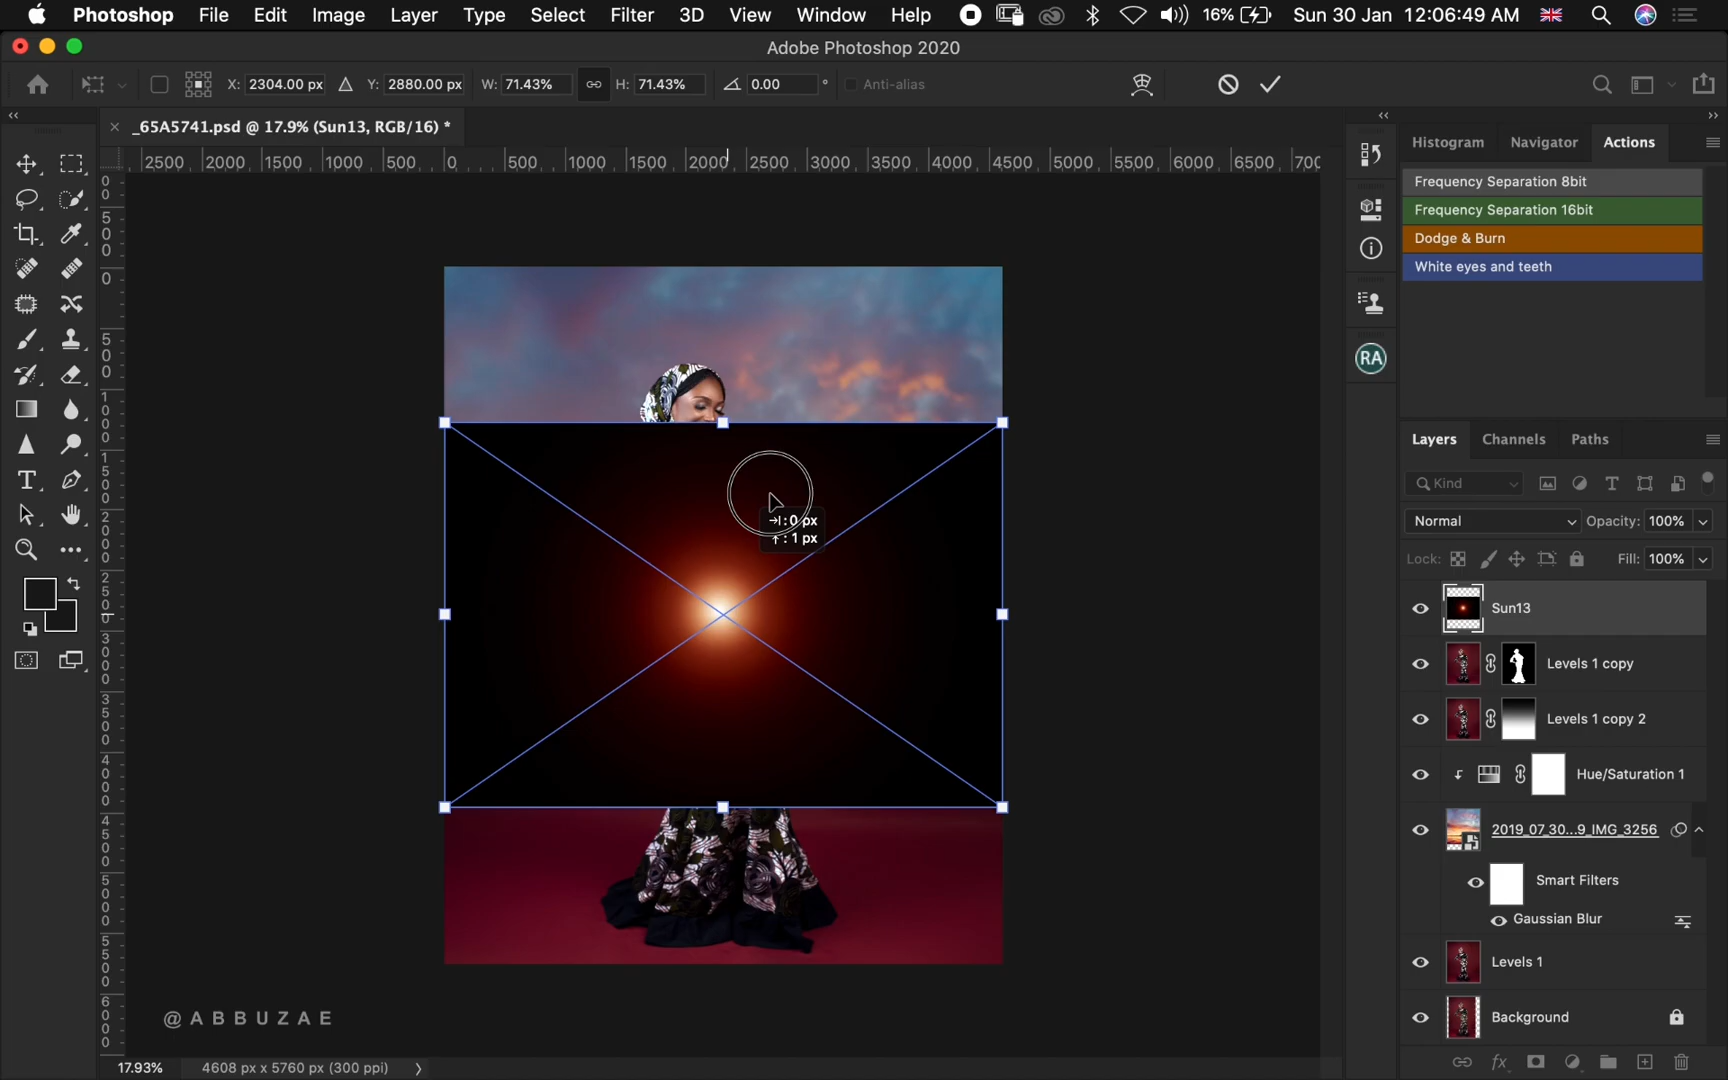 Photoshop File Edit Image Layer Type Select Filter 3D View Window Help 16% Sun 30 Jan 12:06:49 AM
Adobe Photoshop 2020
X: 2304.00 px Y: 2880.00 px W: 71.43% H: 71.43% 0.00 ° Anti-alias
_65A5741.psd @ 17.9% (Sun13, RGB/16) *
Histogram Navigator Actions
2500 2000 1500 1000 500 0 500 1000 1500 2000 2500 3000 3500 4000 4500 5000 5500 6000 6500 700
Frequency Separation 8bit
Frequency Separation 16bit
Dodge & Burn
White eyes and teeth
RA
Layers Channels Paths
Kind
Normal Opacity: 100%
Lock: Fill: 100%
: 0 px
: 1 px
Sun13
Levels 1 copy
Levels 1 copy 2
Hue/Saturation 1
2019_07_30...9_IMG_3256
Smart Filters
Gaussian Blur
Levels 1
Background
@ABBUZAE
17.93% 4608 px x 5760 px (300 ppi)